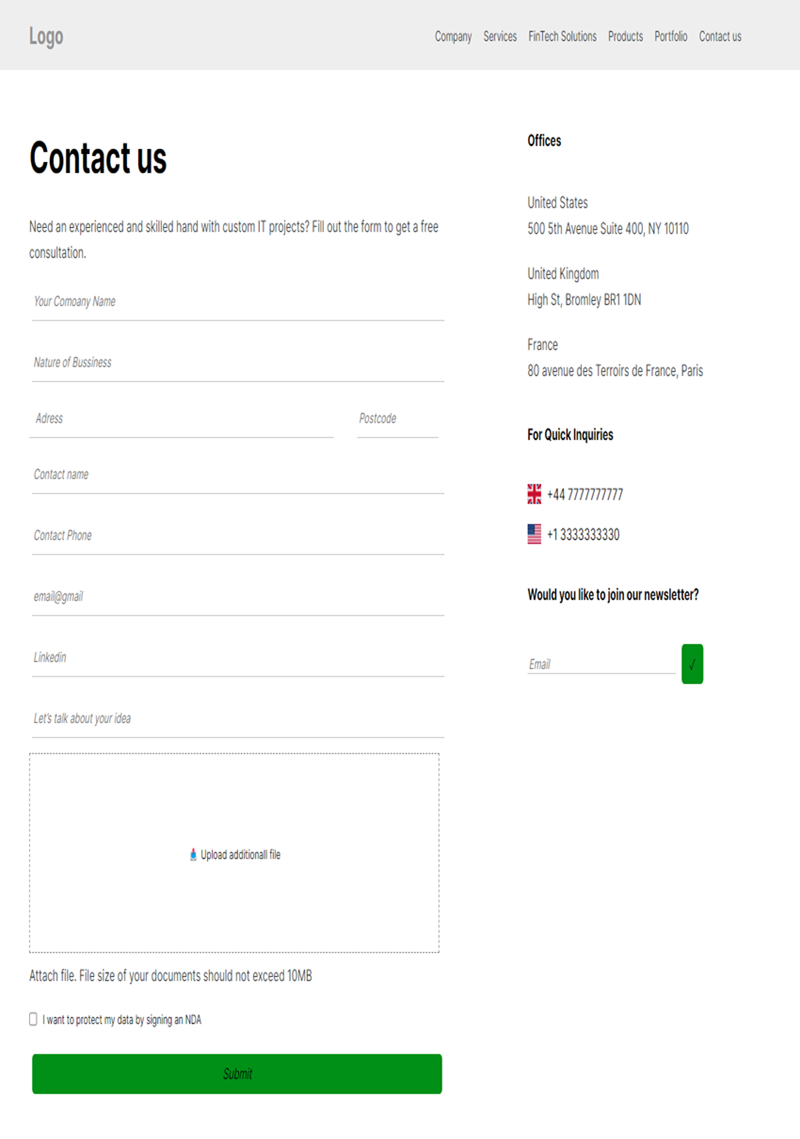 Logo
Company Services FinTech Solutions Products Portfolio Contact us
Contact us
Need an experienced and skilled hand with custom IT projects? Fill out the form to get a free
consultation.
Your Comoany Name
Nature of Bussiness
Adress Postcode
Contact name
Contact Phone
email@gmail
Linkedin
Let's talk about your idea
Upload additionall file
Attach file. File size of your documents should not exceed 10MB
I want to protect my data by signing an NDA
Submit
Offices
United States
500 5th Avenue Suite 400, NY 10110
United Kingdom
High St, Bromley BR1 1DN
France
80 avenue des Terroirs de France, Paris
For Quick Inquiries
+44 7777777777
+1 3333333330
Would you like to join our newsletter?
Email √